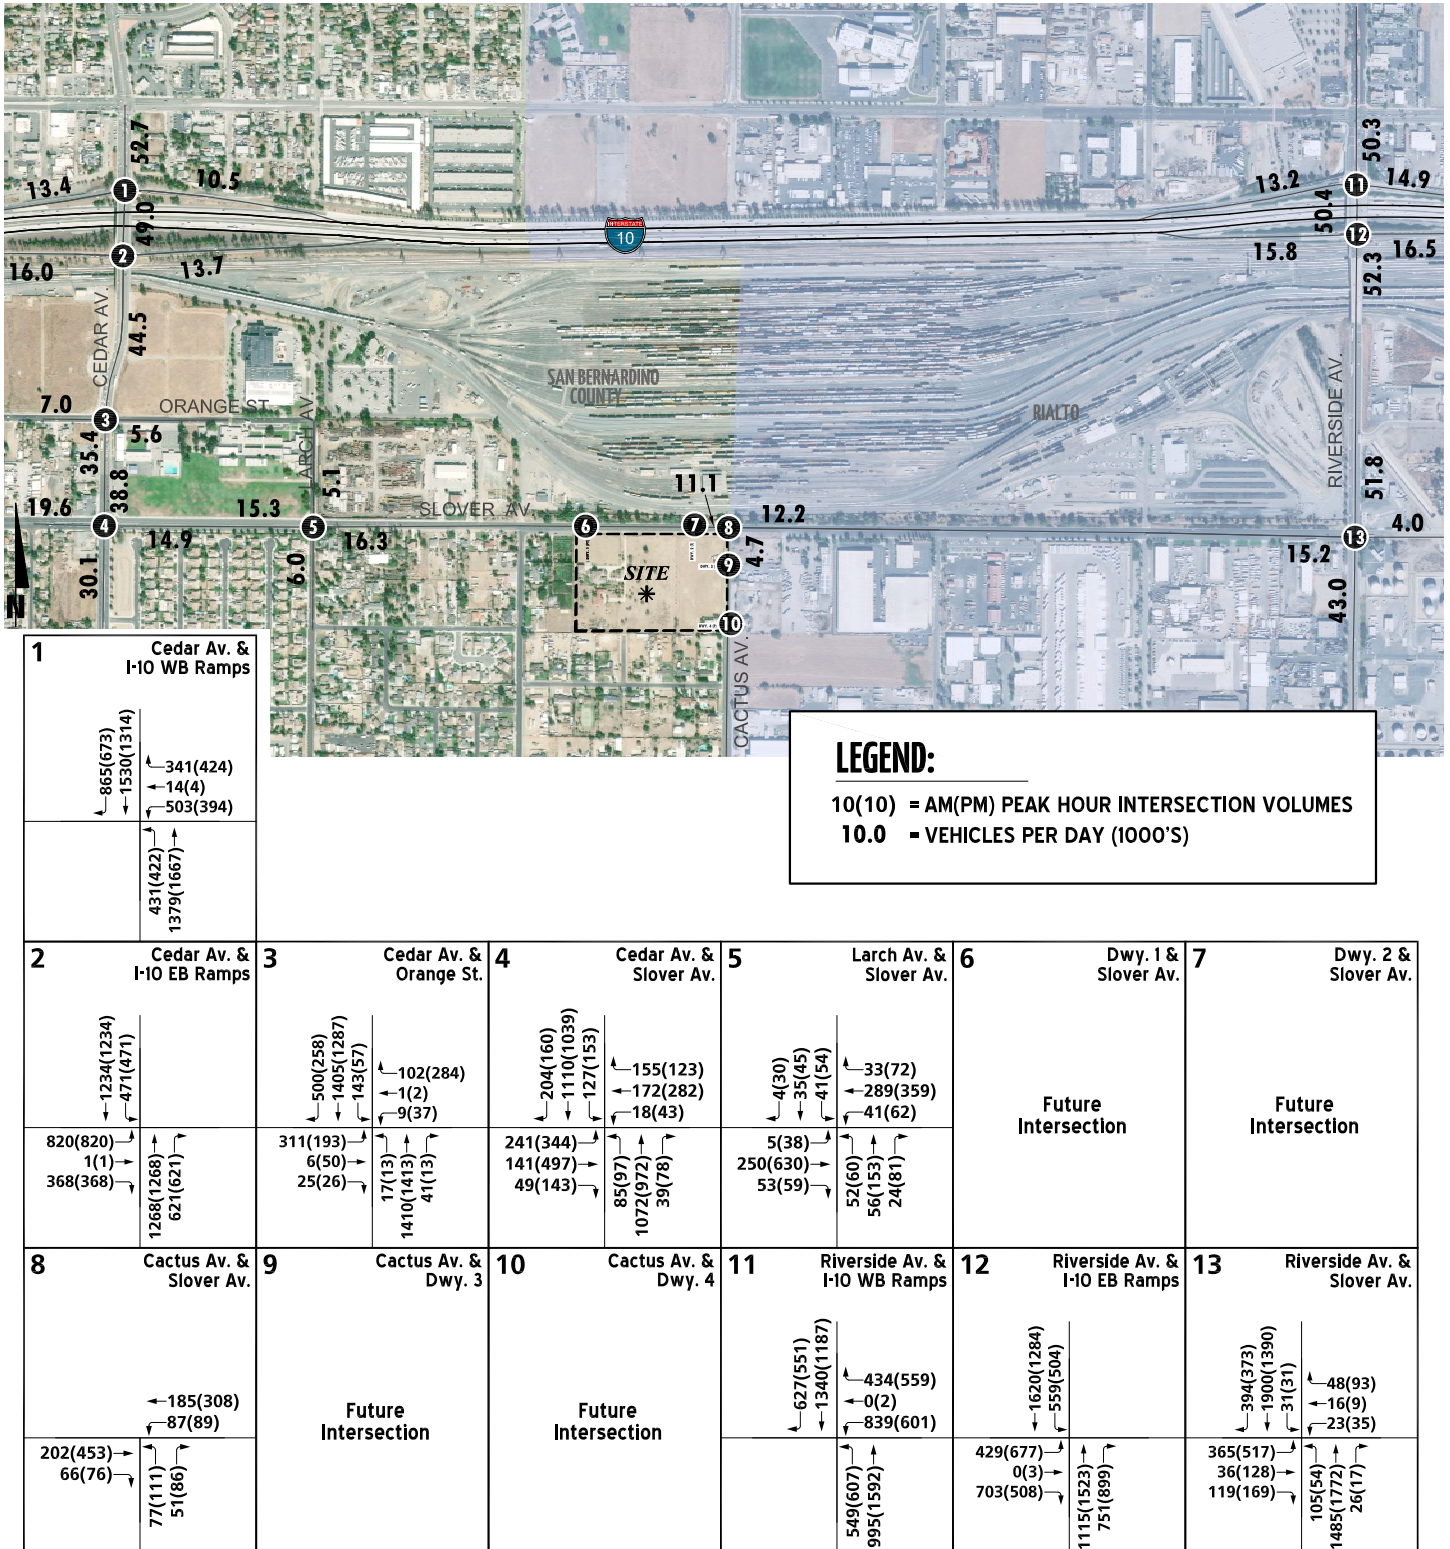 52.7
13.4
10.5
1
49.0
2
16.0
13.7
INTERSTATE
10
50.3
13.2
11
14.9
50.4
12
15.8
16.5
52.3
CEDAR AV.
44.5
7.0
3
ORANGE ST.
5.6
35.4
38.8
LARCH AV.
5.1
SAN BERNARDINO
COUNTY
RIALTO
RIVERSIDE AV.
51.8
19.6
4
15.3
14.9
5
SLOVER AV.
16.3
6
7
11.1
8
12.2
13
4.0
15.2
30.1
6.0
SITE
4.7
9
10
43.0
N
CACTUS AV.
LEGEND:
10(10) = AM(PM) PEAK HOUR INTERSECTION VOLUMES
10.0 = VEHICLES PER DAY (1000'S)
1
Cedar Av. &
I-10 WB Ramps
865(673)
1530(1314)
341(424)
14(4)
503(394)
431(422)
1379(1667)
2
Cedar Av. &
I-10 EB Ramps
1234(1234)
471(471)
820(820)
1(1)
368(368)
1268(1268)
621(621)
3
Cedar Av. &
Orange St.
500(258)
1405(1287)
143(57)
102(284)
1(2)
9(37)
311(193)
6(50)
25(26)
17(13)
1410(1413)
41(13)
4
Cedar Av. &
Slover Av.
204(160)
1110(1039)
127(153)
155(123)
172(282)
18(43)
241(344)
141(497)
49(143)
85(97)
1072(972)
39(78)
5
Larch Av. &
Slover Av.
4(30)
35(45)
41(54)
33(72)
289(359)
41(62)
5(38)
250(630)
53(59)
52(60)
56(153)
24(81)
6
Dwy. 1 &
Slover Av.
Future
Intersection
7
Dwy. 2 &
Slover Av.
Future
Intersection
8
Cactus Av. &
Slover Av.
185(308)
87(89)
202(453)
66(76)
77(111)
51(86)
9
Cactus Av. &
Dwy. 3
Future
Intersection
10
Cactus Av. &
Dwy. 4
Future
Intersection
11
Riverside Av. &
I-10 WB Ramps
627(551)
1340(1187)
434(559)
0(2)
839(601)
549(607)
995(1592)
12
Riverside Av. &
I-10 EB Ramps
1620(1284)
559(504)
429(677)
0(3)
703(508)
1115(1523)
751(899)
13
Riverside Av. &
Slover Av.
394(373)
1900(1390)
31(31)
48(93)
16(9)
23(35)
365(517)
36(128)
119(169)
105(54)
1485(1772)
26(17)